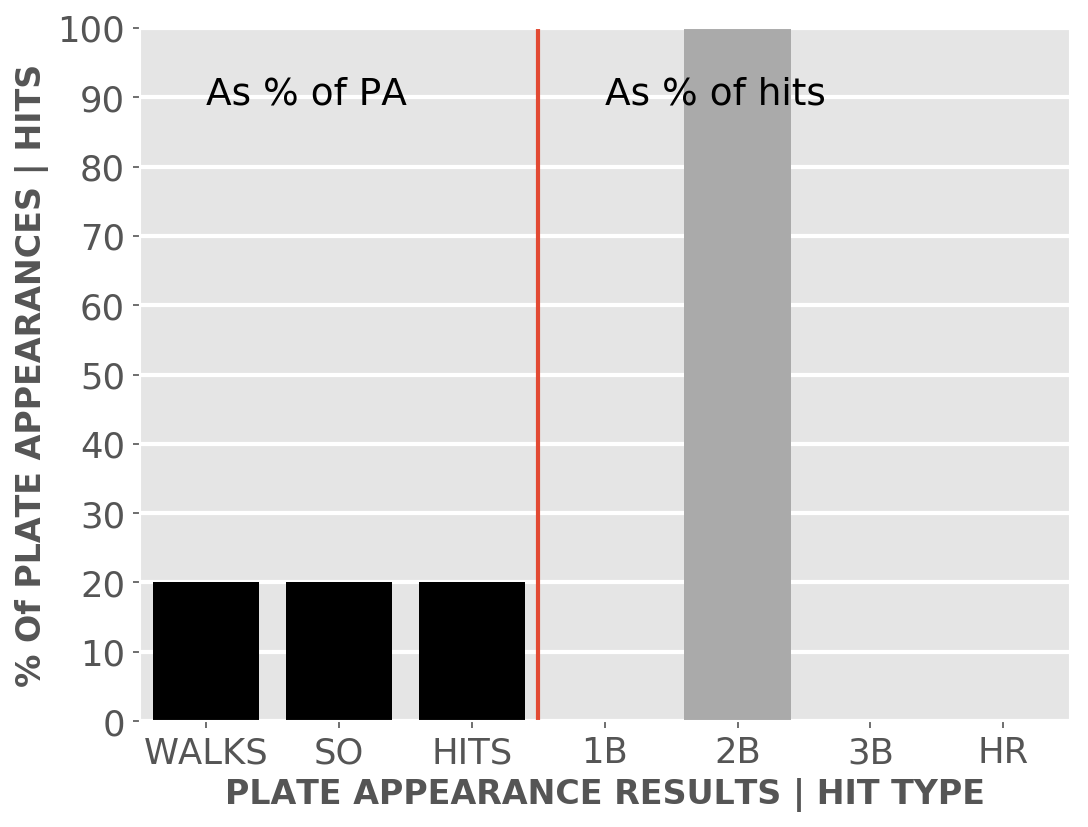 % Of PLATE APPEARANCES | HITS
100
90
80
70
60
50
40
30
20
10
0
As % of PA
As % of hits
WALKS SO HITS 1B 2B 3B HR
PLATE APPEARANCE RESULTS | HIT TYPE